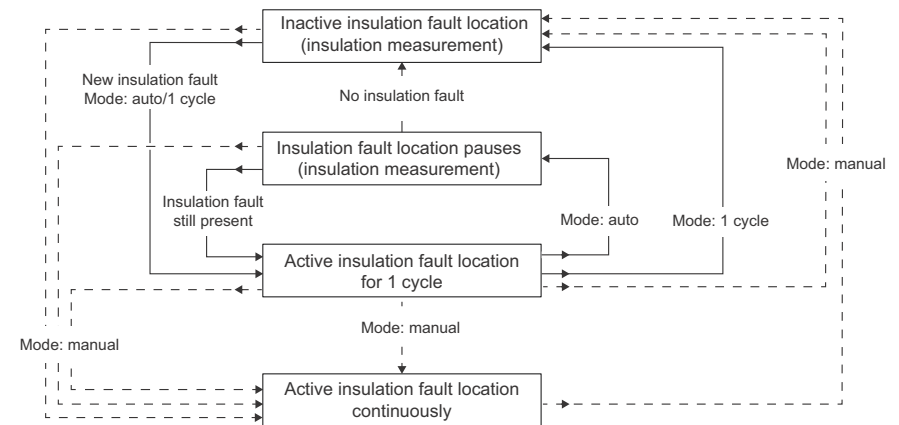 Inactive insulation fault location
(insulation measurement)
New insulation fault
Mode: auto/1 cycle
No insulation fault
Insulation fault location pauses
(insulation measurement)
Mode: manual
Insulation fault
still present
Mode: auto
Mode: 1 cycle
Active insulation fault location
for 1 cycle
Mode: manual
Mode: manual
Active insulation fault location
continuously